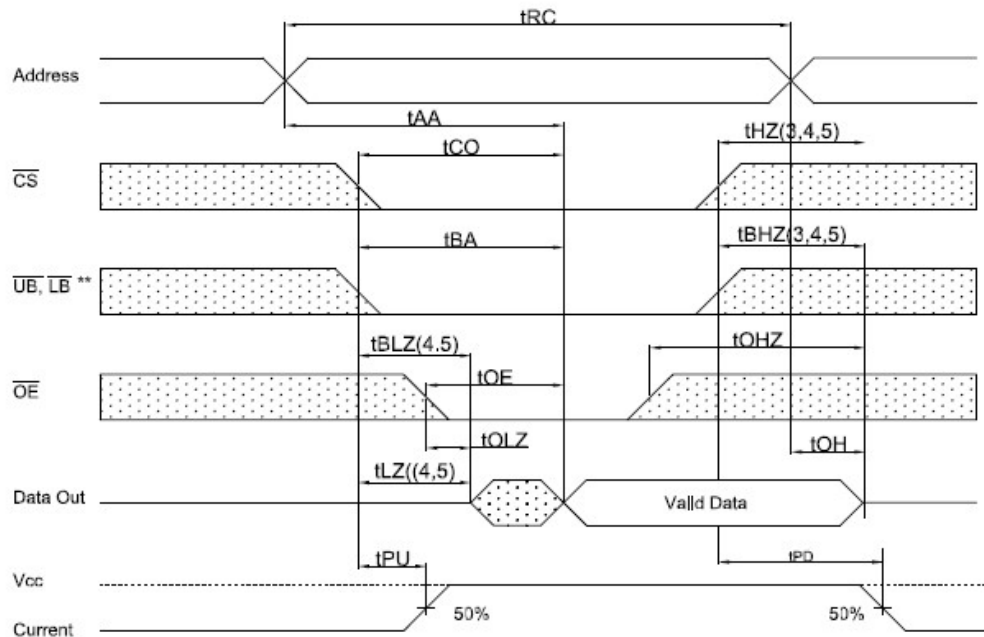 tRC
Address
tAA
tHZ(3,4,5)
tCO
CS
tBA
tBHZ(3,4,5)
UB, LB **
tBLZ(4.5)
tOHZ
tOE
OE
tOLZ
tOH
tLZ((4,5)
Data Out
Valld Data
tPU
tPD
Vcc
50%
50%
Current